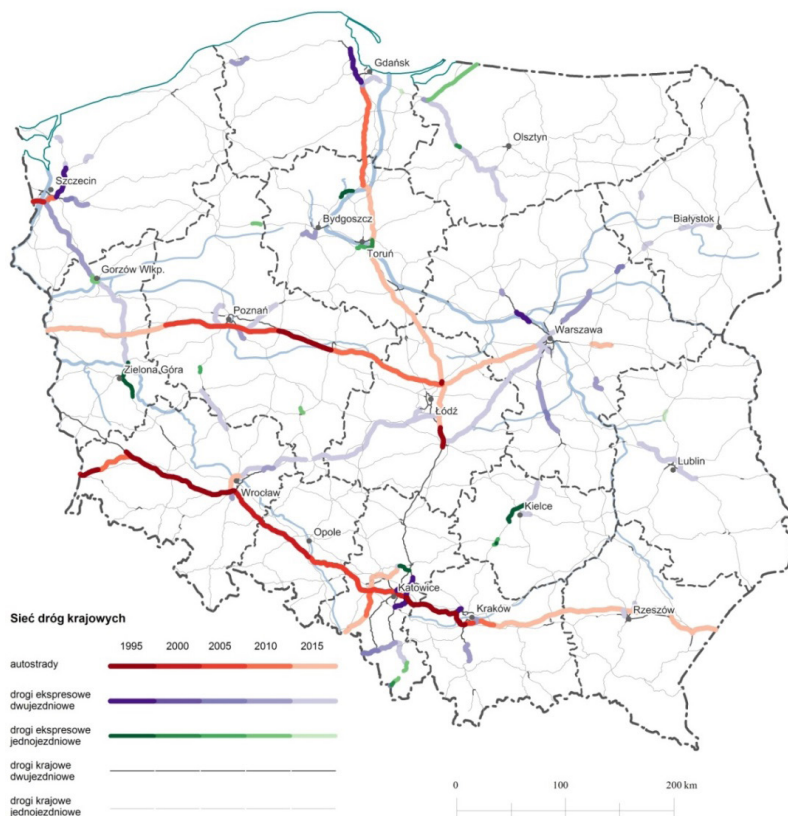 Gdańsk
Olsztyn
Szczecin
Bydgoszcz
Białystok
Toruń
Gorzów Wlkp.
Poznań
Warszawa
Zielona Góra
Łódź
Lublin
Wrocław
Kielce
Opole
Katowice
Kraków
Rzeszów
Sieć dróg krajowych
1995 2000 2005 2010 2015
autostrady
drogi ekspresowe
dwujezdniowe
drogi ekspresowe
jednojezdniowe
drogi krajowe
dwujezdniowe
drogi krajowe
jednojezdniowe
0 100 200 km